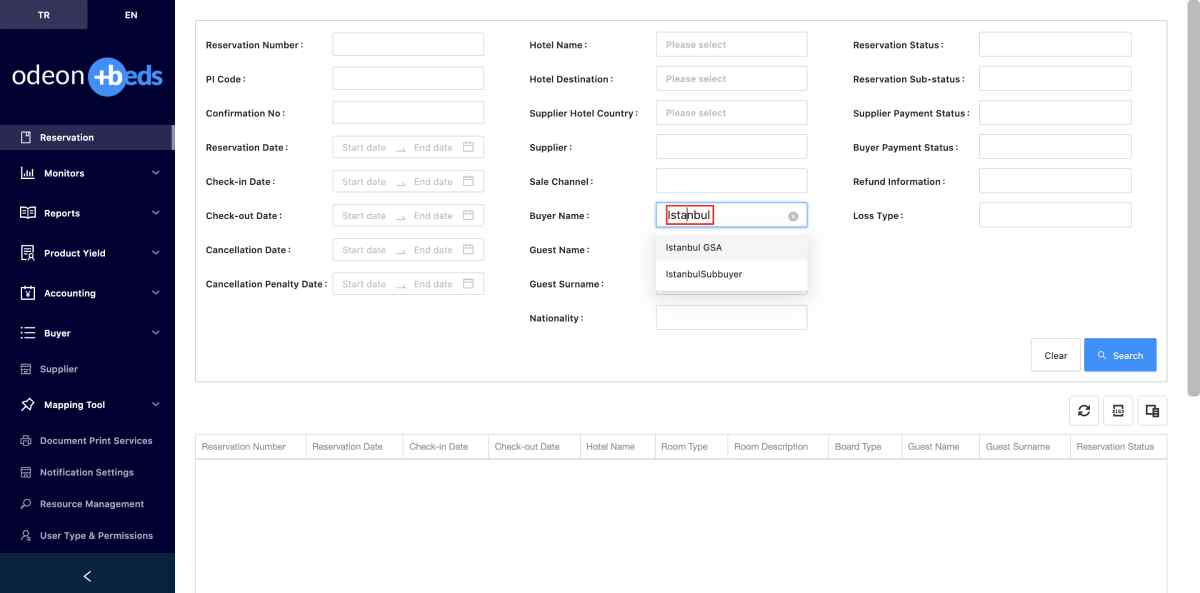 TR
EN
odeon +beds
Reservation
Monitors
Reports
Product Yield
Accounting
Buyer
Supplier
Mapping Tool
Document Print Services
Notification Settings
Resource Management
User Type & Permissions
Reservation Number :
PI Code :
Confirmation No :
Reservation Date :
Start date
End date
Check-in Date :
Start date
End date
Check-out Date :
Start date
End date
Cancellation Date :
Start date
End date
Cancellation Penalty Date :
Start date
End date
Hotel Name :
Please select
Hotel Destination :
Please select
Supplier Hotel Country :
Please select
Supplier :
Sale Channel :
Buyer Name :
Istanbul
Istanbul GSA
IstanbulSubbuyer
Guest Name :
Guest Surname :
Nationality :
Reservation Status :
Reservation Sub-status :
Supplier Payment Status :
Buyer Payment Status :
Refund Information :
Loss Type :
Clear
Search
Reservation Number
Reservation Date
Check-in Date
Check-out Date
Hotel Name
Room Type
Room Description
Board Type
Guest Name
Guest Surname
Reservation Status